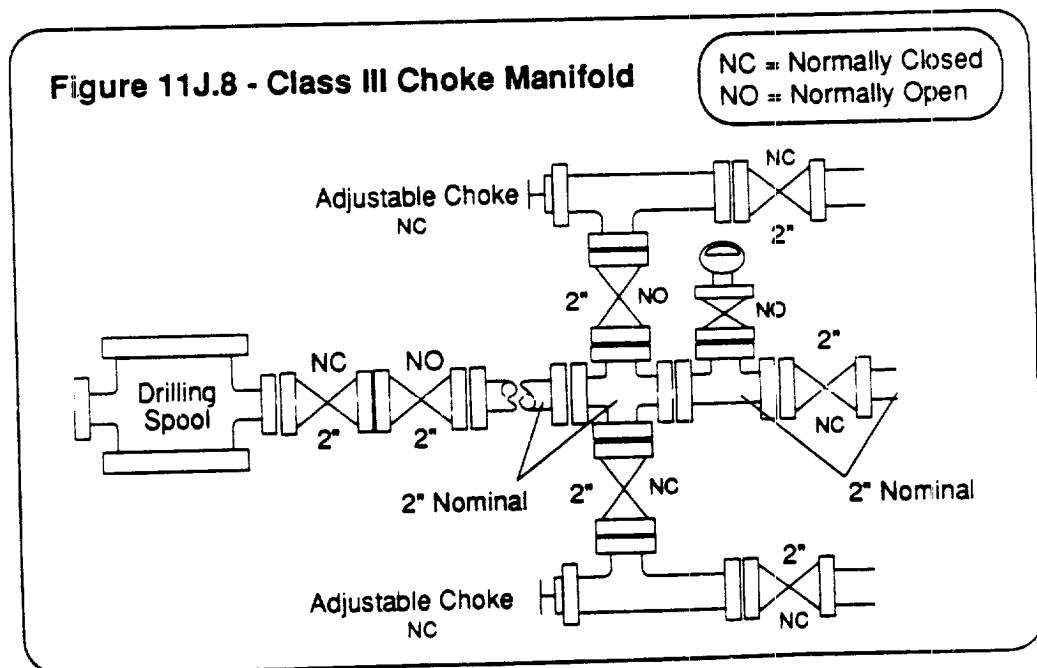 Figure 11J.8 - Class III Choke Manifold
NC = Normally Closed
NO = Normally Open
NC
Adjustable Choke
NC
2"
2"
NO
NO
2"
NC
NO
Drilling
Spool
2"
2"
NC
2" Nominal
2"
NC
2" Nominal
2"
Adjustable Choke
NC
NC